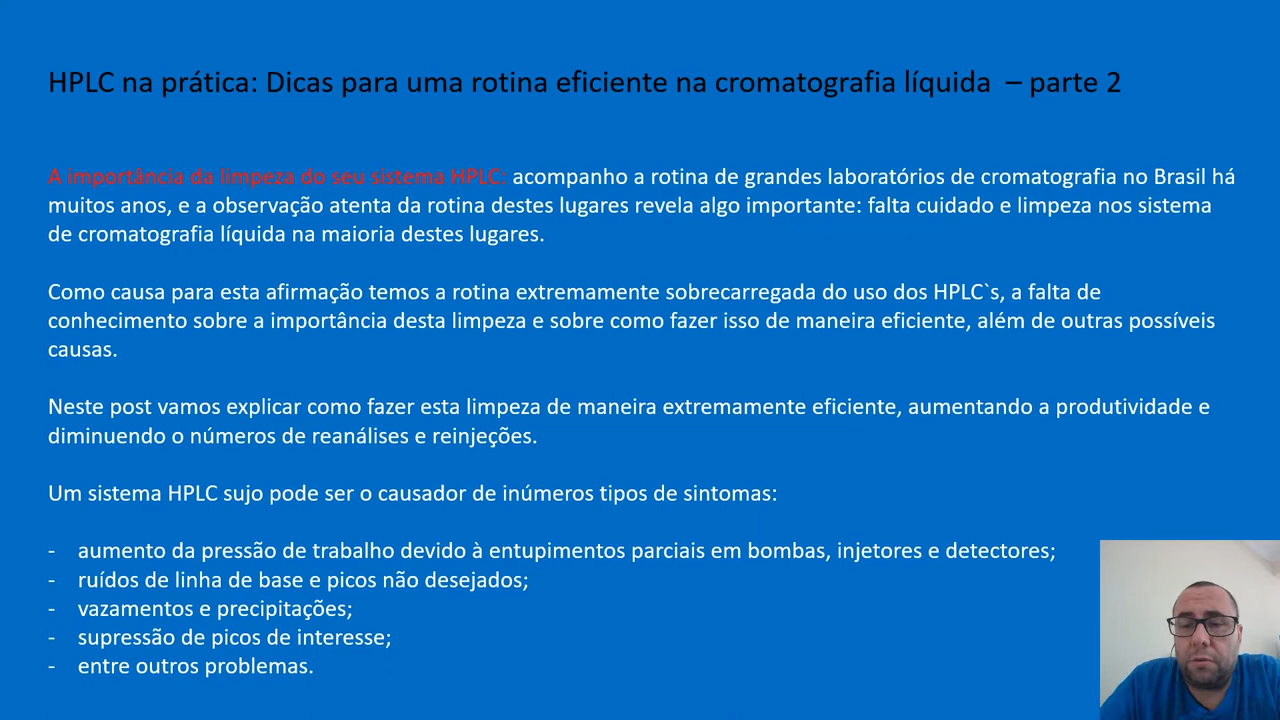 HPLC na prática: Dicas para uma rotina eficiente na cromatografia líquida – parte 2
A importância da limpeza do seu sistema HPLC: acompanho a rotina de grandes laboratórios de cromatografia no Brasil há
muitos anos, e a observação atenta da rotina destes lugares revela algo importante: falta cuidado e limpeza nos sistema
de cromatografia líquida na maioria destes lugares.
Como causa para esta afirmação temos a rotina extremamente sobrecarregada do uso dos HPLC`s, a falta de
conhecimento sobre a importância desta limpeza e sobre como fazer isso de maneira eficiente, além de outras possíveis
causas.
Neste post vamos explicar como fazer esta limpeza de maneira extremamente eficiente, aumentando a produtividade e
diminuendo o números de reanálises e reinjeções.
Um sistema HPLC sujo pode ser o causador de inúmeros tipos de sintomas:
- aumento da pressão de trabalho devido à entupimentos parciais em bombas, injetores e detectores;
- ruídos de linha de base e picos não desejados;
- vazamentos e precipitações;
- supressão de picos de interesse;
- entre outros problemas.